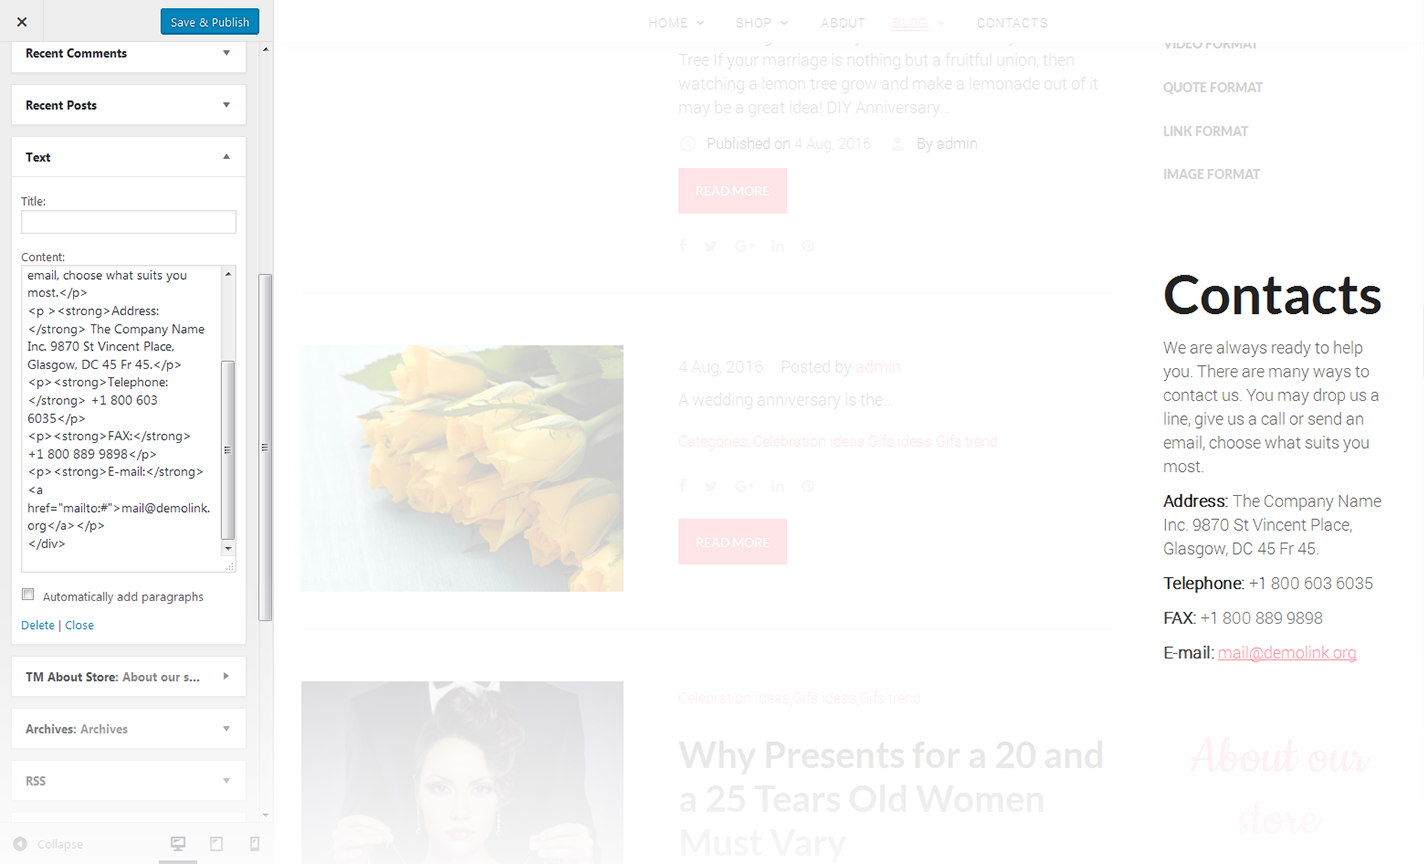 Save & Publish
Recent Comments
Recent Posts
Text
Title:
Content:
email, choose what suits you
most.</p>
<p ><strong>Address:
</strong> The Company Name
Inc. 9870 St Vincent Place,
Glasgow, DC 45 Fr 45.</p>
<p><strong>Telephone:
</strong> +1 800 603
6035</p>
<p><strong>FAX:</strong>
+1 800 889 9898</p>
<p><strong>E-mail:</strong>
<a
href="mailto:#">mail@demolink.
org</a></p>
</div>
Automatically add paragraphs
Delete | Close
TM About Store: About our s...
Archives: Archives
RSS
Collapse
HOME
SHOP
ABOUT
BLOG
CONTACTS
Tree If your marriage is nothing but a fruitful union, then
watching a lemon tree grow and make a lemonade out of it
may be a great idea! DIY Anniversary...
Published on 4 Aug, 2016 By admin
READ MORE
4 Aug, 2016 Posted by admin
A wedding anniversary is the...
Categories: Celebration ideas Gifs ideas Gifs trend
READ MORE
Celebration ideas,Gifs ideas,Gifs trend
Why Presents for a 20 and
a 25 Tears Old Women
Must Vary
VIDEO FORMAT
QUOTE FORMAT
LINK FORMAT
IMAGE FORMAT
Contacts
We are always ready to help
you. There are many ways to
contact us. You may drop us a
line, give us a call or send an
email, choose what suits you
most.
Address: The Company Name
Inc. 9870 St Vincent Place,
Glasgow, DC 45 Fr 45.
Telephone: +1 800 603 6035
FAX: +1 800 889 9898
E-mail: mail@demolink.org
About our
store